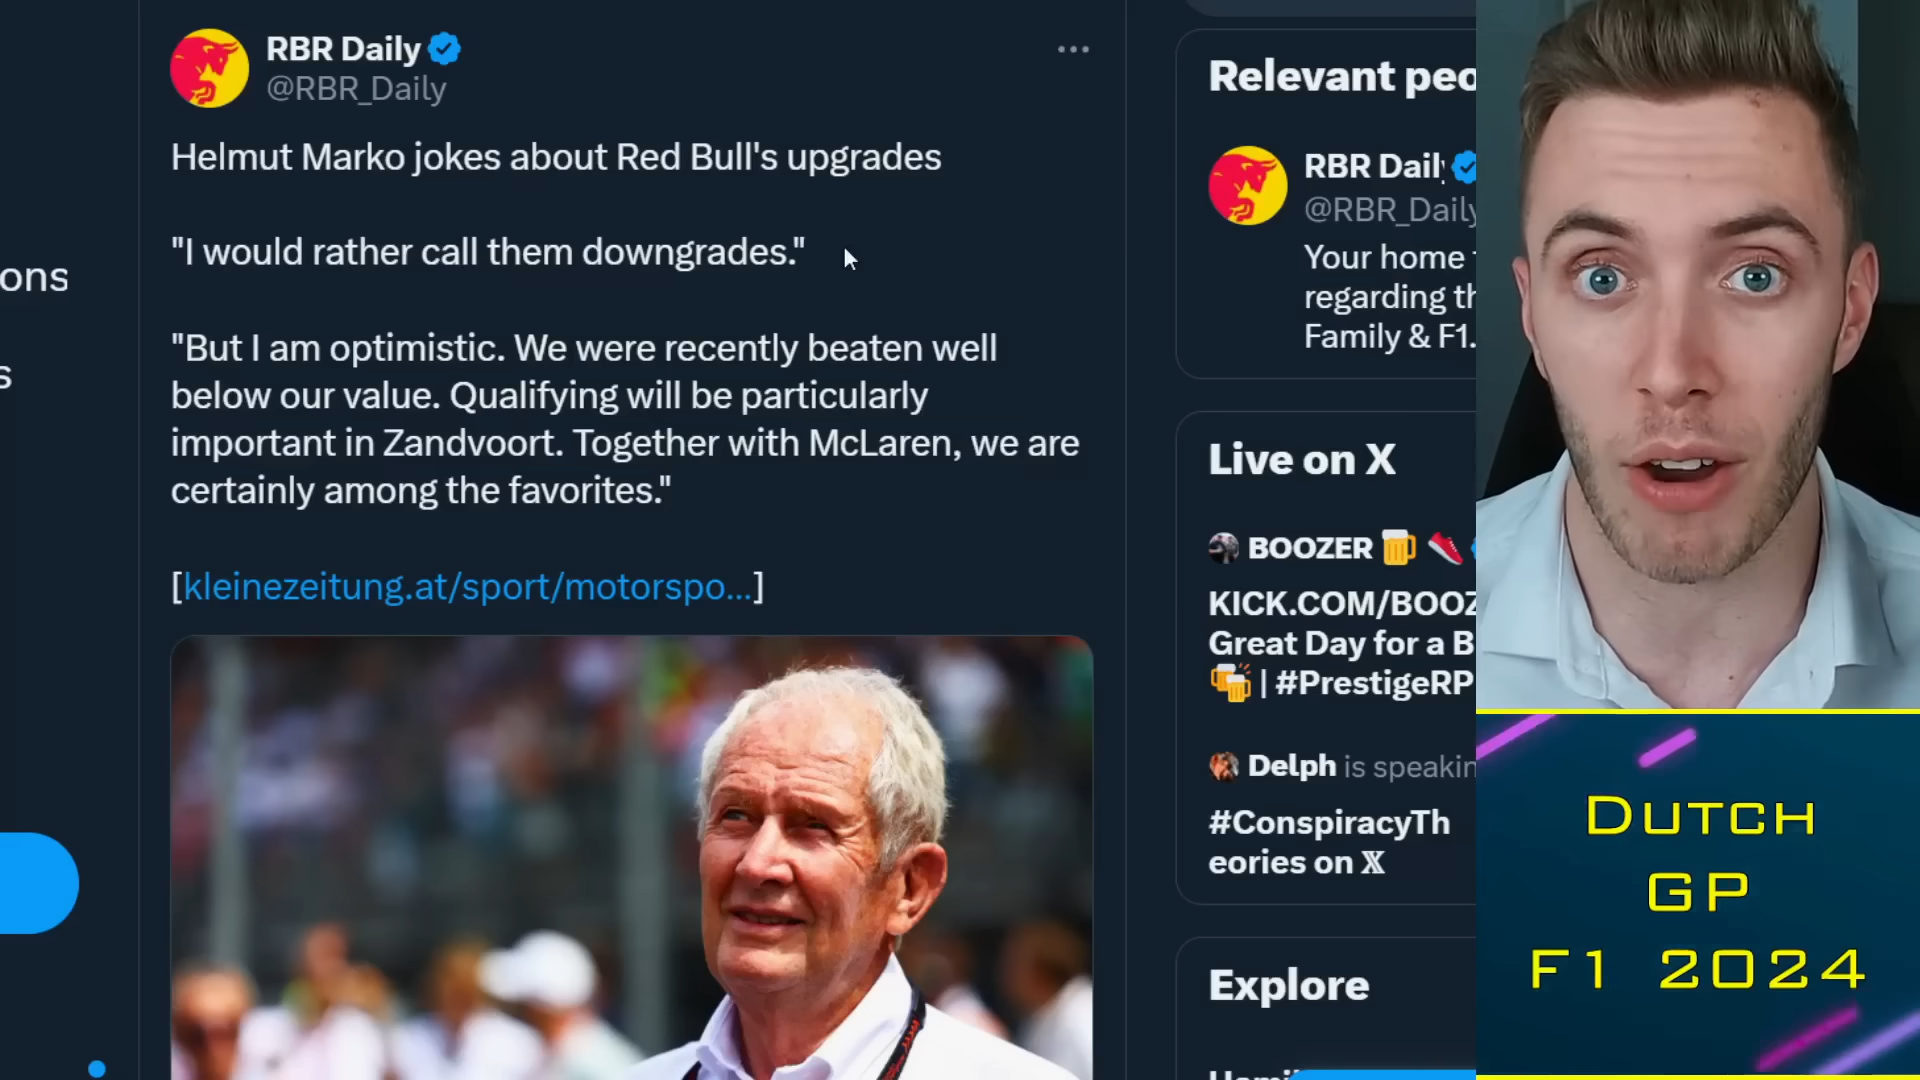 RBR Daily
@RBR_Daily
Helmut Marko jokes about Red Bull's upgrades
"I would rather call them downgrades."
"But I am optimistic. We were recently beaten well
below our value. Qualifying will be particularly
important in Zandvoort. Together with McLaren, we are
certainly among the favorites."
[kleinezeitung.at/sport/motorspo...]
ons
s
Relevant peo
RBR Daily
@RBR_Daily
Your home
regarding th
Family & F1.
Live on X
BOOZER 🍺 👟
KICK.COM/BOOZ
Great Day for a B
🍻 | #PrestigeRP
Delph is speakin
#ConspiracyTh
eories on 𝕏
Explore
DUTCH
GP
F1 2024